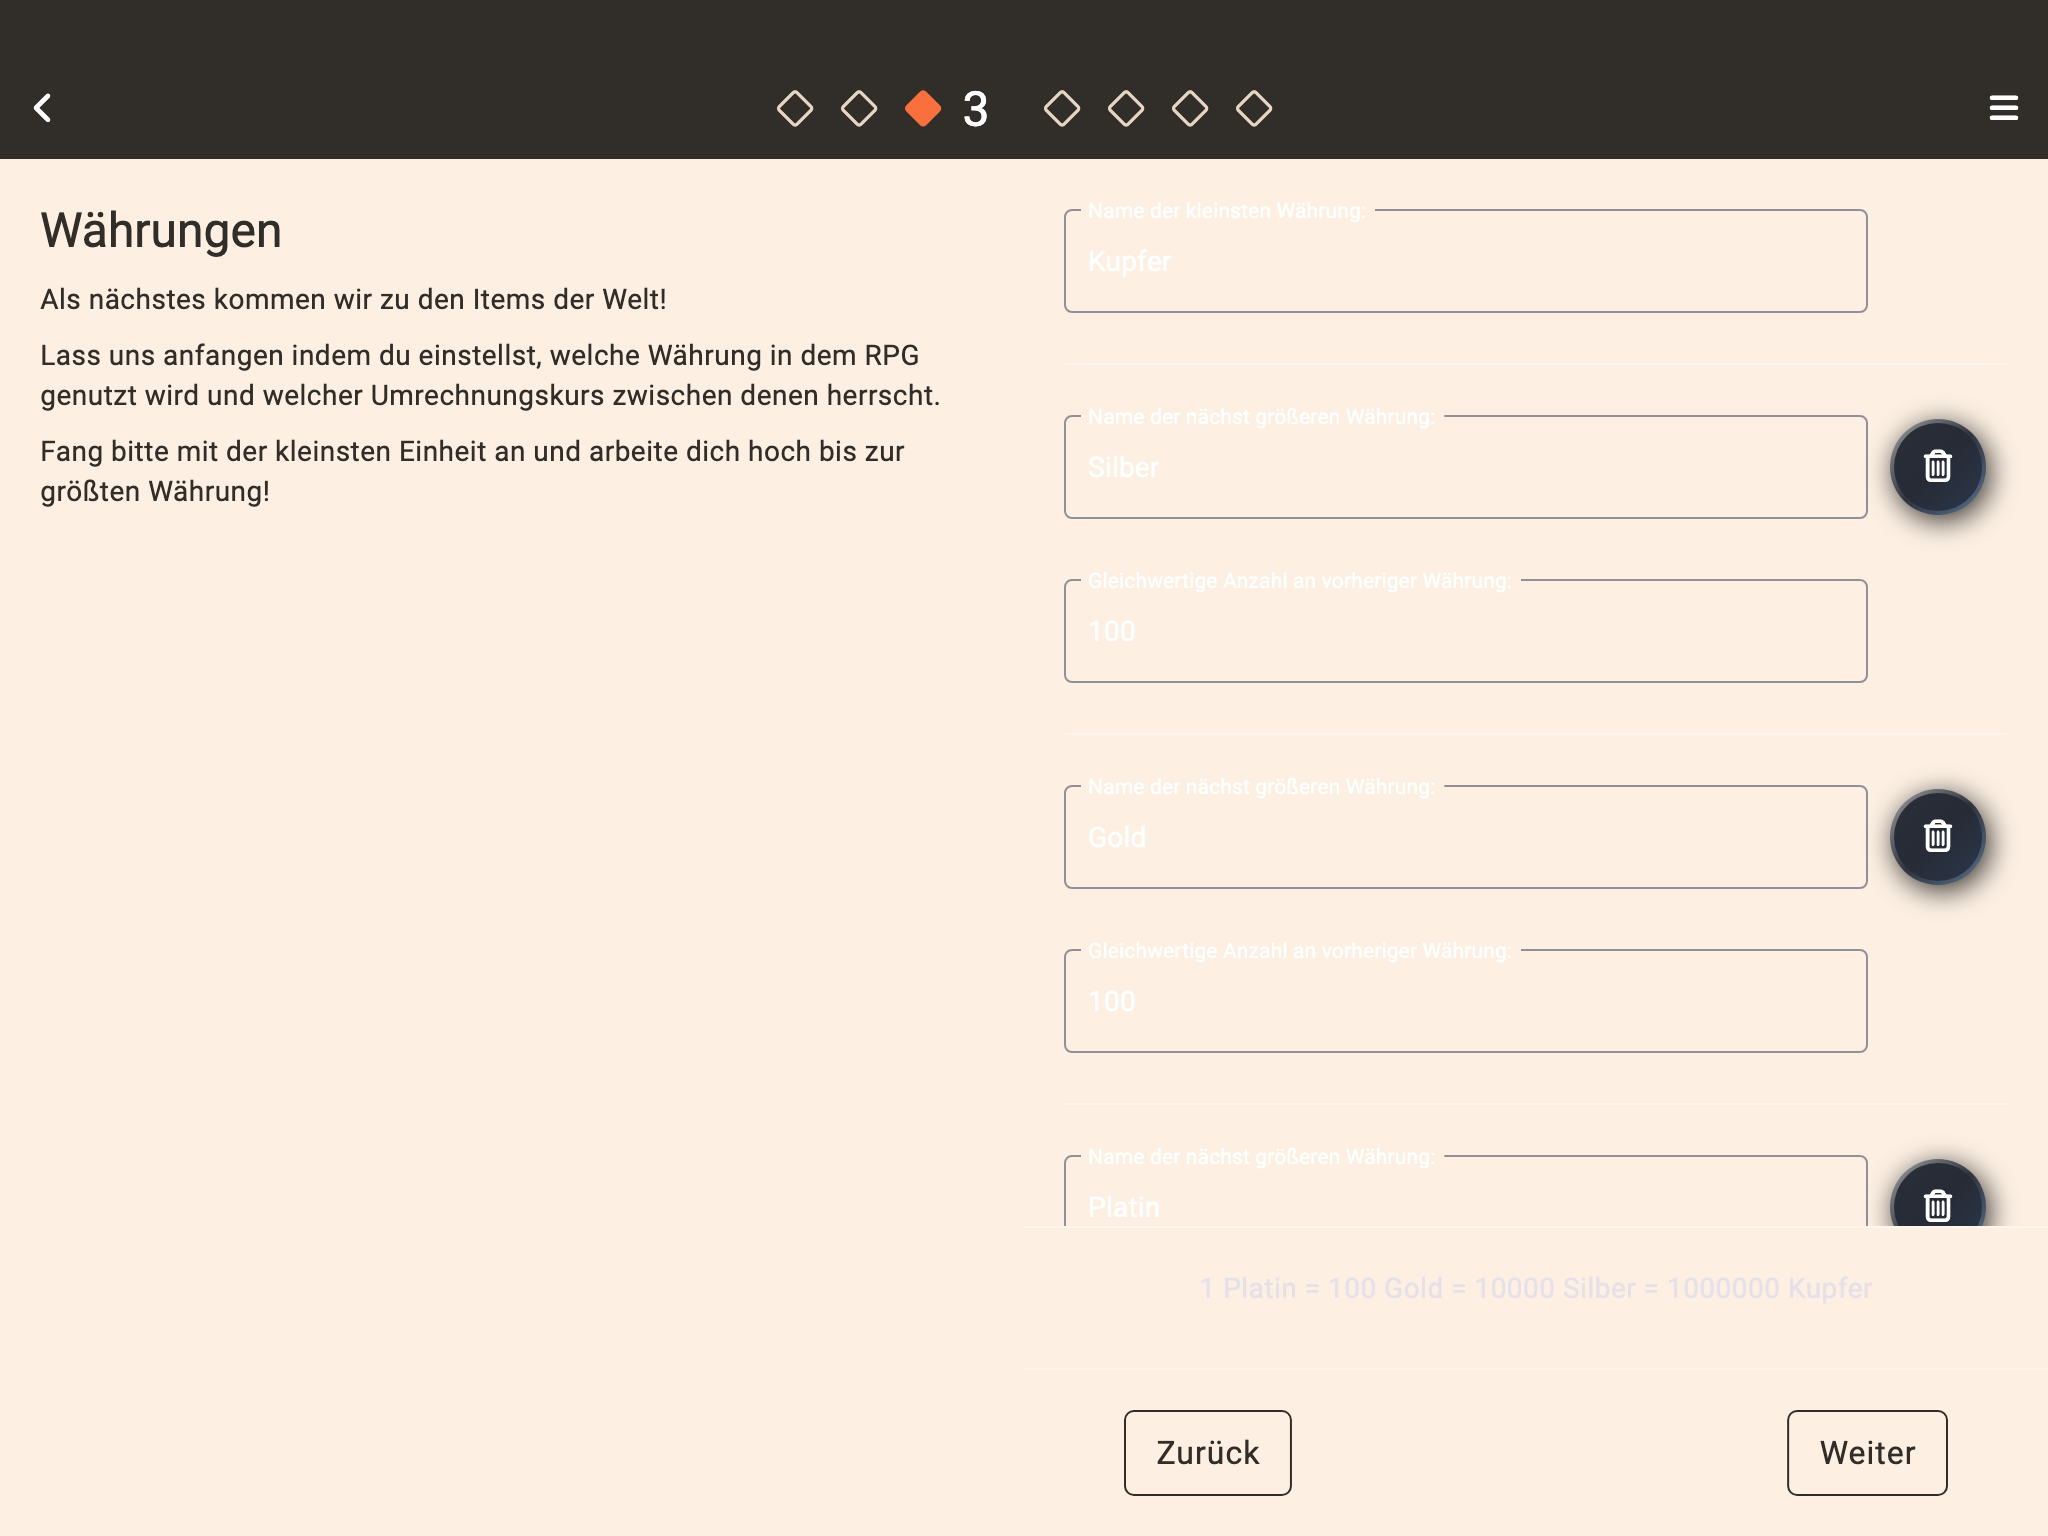 3
Währungen
Als nächstes kommen wir zu den Items der Welt!
Lass uns anfangen indem du einstellst, welche Währung in dem RPG
genutzt wird und welcher Umrechnungskurs zwischen denen herrscht.
Fang bitte mit der kleinsten Einheit an und arbeite dich hoch bis zur
größten Währung!
Name der kleinsten Währung:
Kupfer
Name der nächst größeren Währung:
Silber
Gleichwertige Anzahl an vorheriger Währung:
100
Name der nächst größeren Währung:
Gold
Gleichwertige Anzahl an vorheriger Währung:
100
Name der nächst größeren Währung:
Platin
1 Platin = 100 Gold = 10000 Silber = 1000000 Kupfer
Zurück
Weiter